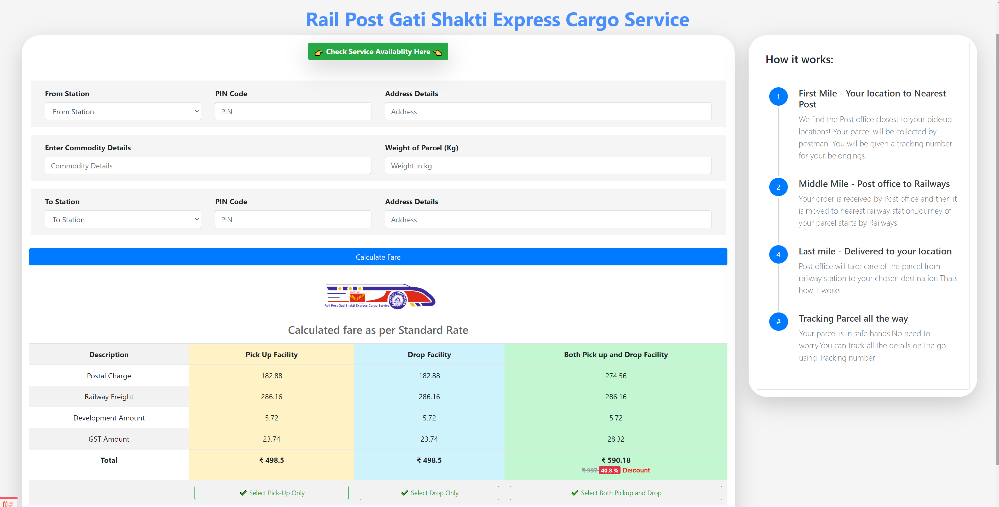 Rail Post Gati Shakti Express Cargo Service
👉 Check Service Availablity Here 👈
From Station
PIN Code
Address Details
From Station
PIN
Address
Enter Commodity Details
Weight of Parcel (Kg)
Commodity Details
Weight in kg
To Station
PIN Code
Address Details
To Station
PIN
Address
Calculate Fare
Rail Post Gati Shakti Express Cargo Service
Calculated fare as per Standard Rate
Description Pick Up Facility Drop Facility Both Pick up and Drop Facility
Postal Charge 182.88 182.88 274.56
Railway Freight 286.16 286.16 286.16
Development Amount 5.72 5.72 5.72
GST Amount 23.74 23.74 28.32
Total ₹ 498.5 ₹ 498.5 ₹ 590.18
₹ 997 40.8 % Discount
✔ Select Pick-Up Only ✔ Select Drop Only ✔ Select Both Pickup and Drop
How it works:
1
First Mile - Your location to Nearest
Post
We find the Post office closest to your pick-up
locations! Your parcel will be collected by
postman. You will be given a tracking number
for your belongings.
2
Middle Mile - Post office to Railways
Your order is received by Post office and then it
is moved to nearest railway station.Journey of
your parcel starts by Railways.
4
Last mile - Delivered to your location
Post office will take care of the parcel from
railway station to your chosen destination.Thats
how it works!
#
Tracking Parcel all the way
Your parcel is in safe hands.No need to
worry.You can track all the details on the go
using Tracking number